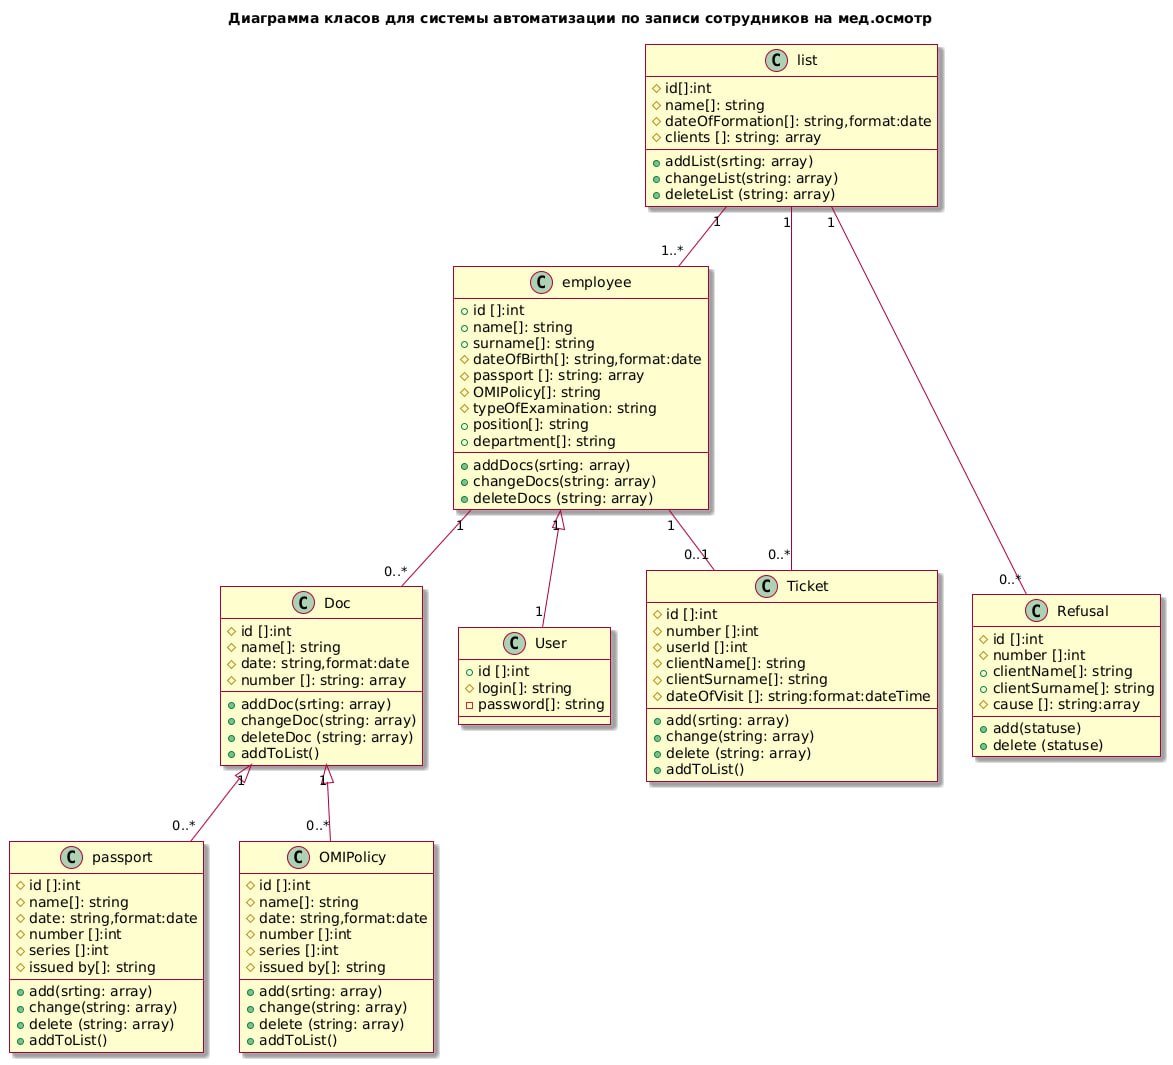 Диаграмма класов для системы автоматизации по записи сотрудников на мед.осмотр
C list
id[]:int
name[]: string
dateOfFormation[]: string,format:date
clients []: string: array
addList(srting: array)
changeList(string: array)
deleteList (string: array)
1
1
1
1..*
C employee
id []:int
name[]: string
surname[]: string
dateOfBirth[]: string,format:date
passport []: string: array
OMIPolicy[]: string
typeOfExamination: string
position[]: string
department[]: string
addDocs(srting: array)
changeDocs(string: array)
deleteDocs (string: array)
1
1
1
0..*
1
0..1
0..*
0..*
C Doc
id []:int
name[]: string
date: string,format:date
number []: string: array
addDoc(srting: array)
changeDoc(string: array)
deleteDoc (string: array)
addToList()
C User
id []:int
login[]: string
password[]: string
C Ticket
id []:int
number []:int
userId []:int
clientName[]: string
clientSurname[]: string
dateOfVisit []: string:format:dateTime
add(srting: array)
change(string: array)
delete (string: array)
addToList()
C Refusal
id []:int
number []:int
clientName[]: string
clientSurname[]: string
cause []: string:array
add(statuse)
delete (statuse)
1
1
0..*
0..*
C passport
id []:int
name[]: string
date: string,format:date
number []:int
series []:int
issued by[]: string
add(srting: array)
change(string: array)
delete (string: array)
addToList()
C OMIPolicy
id []:int
name[]: string
date: string,format:date
number []:int
series []:int
issued by[]: string
add(srting: array)
change(string: array)
delete (string: array)
addToList()